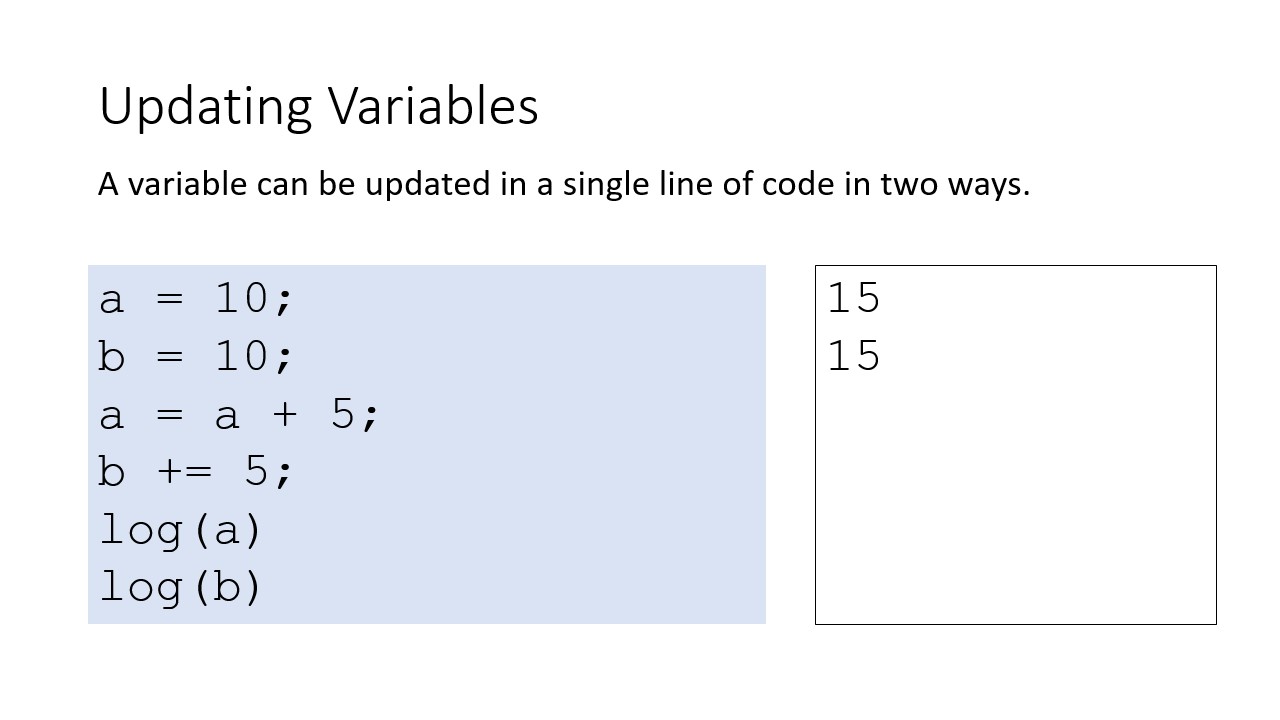 Updating Variables
A variable can be updated in a single line of code in two ways.
a = 10;
b = 10;
a = a + 5;
b += 5;
log(a)
log(b)
15
15